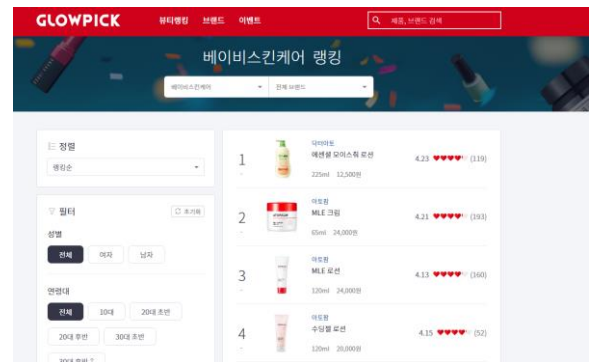 GLOWPICK
뷰티랭킹 브랜드 이벤트
제품, 브랜드 검색
베이비스킨케어 랭킹
베이비스킨케어 전체 브랜드
정렬
랭킹순
필터 초기화
성별
전체 여자 남자
연령대
전체 10대 20대 초반
20대 후반 30대 초반
1
닥터아토
에센셜 모이스춰 로션
225ml 12,500원
4.23 (119)
2
아토팜
MLE 크림
65ml 24,000원
4.21 (193)
3
아토팜
MLE 로션
120ml 24,000원
4.13 (160)
4
아토팜
수딩젤 로션
120ml 20,000원
4.15 (52)